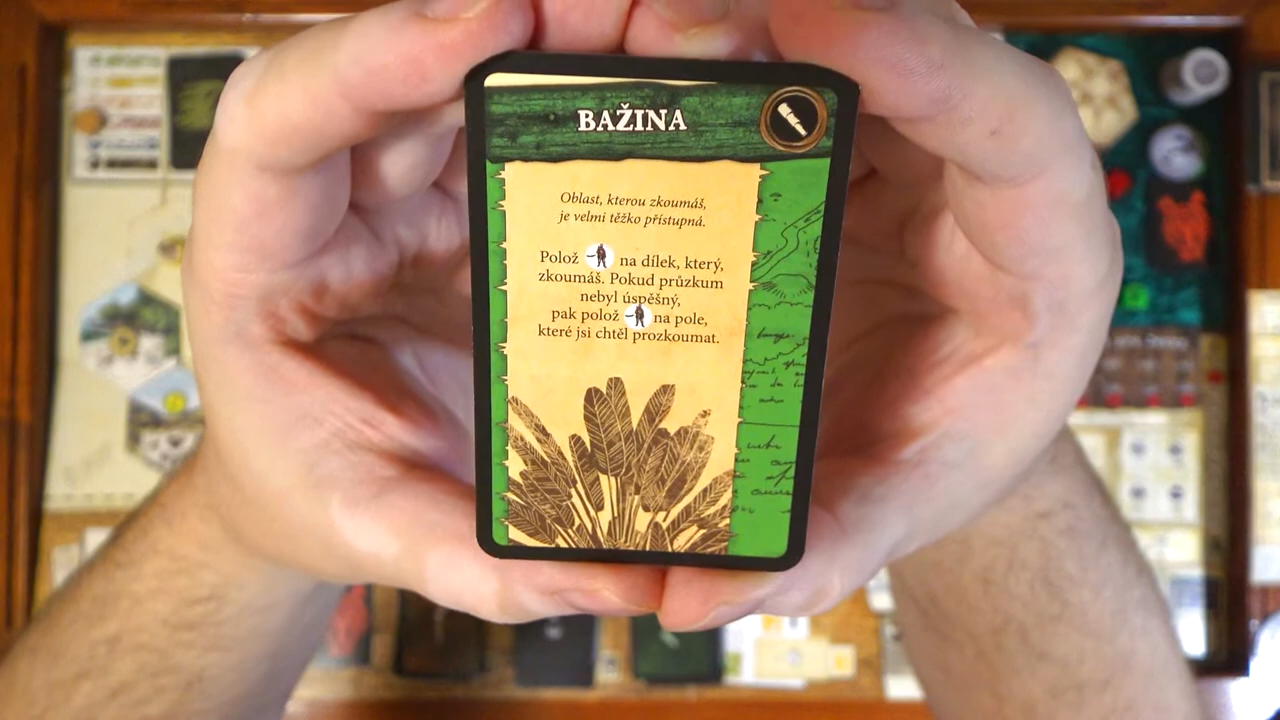 BAŽINA
Oblast, kterou zkoumáš,
je velmi těžko přístupná.
Polož na dílek, který,
zkoumáš. Pokud průzkum
nebyl úspěšný,
pak polož na pole,
které jsi chtěl prozkoumat.